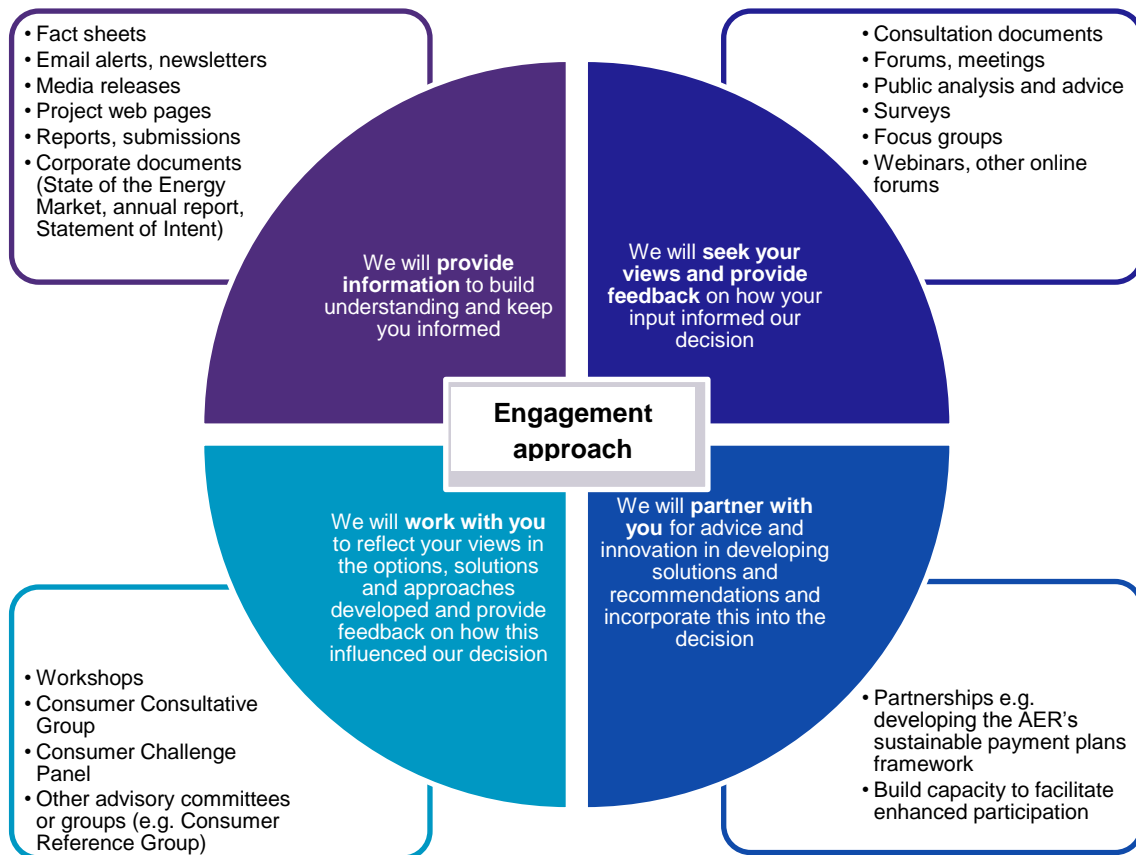 • Fact sheets
• Email alerts, newsletters
• Media releases
• Project web pages
• Reports, submissions
• Corporate documents
(State of the Energy
Market, annual report,
Statement of Intent)
• Consultation documents
• Forums, meetings
• Public analysis and advice
• Surveys
• Focus groups
• Webinars, other online
forums
We will provide
information to build
understanding and keep
you informed
We will seek your
views and provide
feedback on how your
input informed our
decision
Engagement
approach
We will work with you
to reflect your views in
the options, solutions
and approaches
developed and provide
feedback on how this
influenced our decision
We will partner with
you for advice and
innovation in developing
solutions and
recommendations and
incorporate this into the
decision
• Workshops
• Consumer Consultative
Group
• Consumer Challenge
Panel
• Other advisory committees
or groups (e.g. Consumer
Reference Group)
• Partnerships e.g.
developing the AER's
sustainable payment plans
framework
• Build capacity to facilitate
enhanced participation